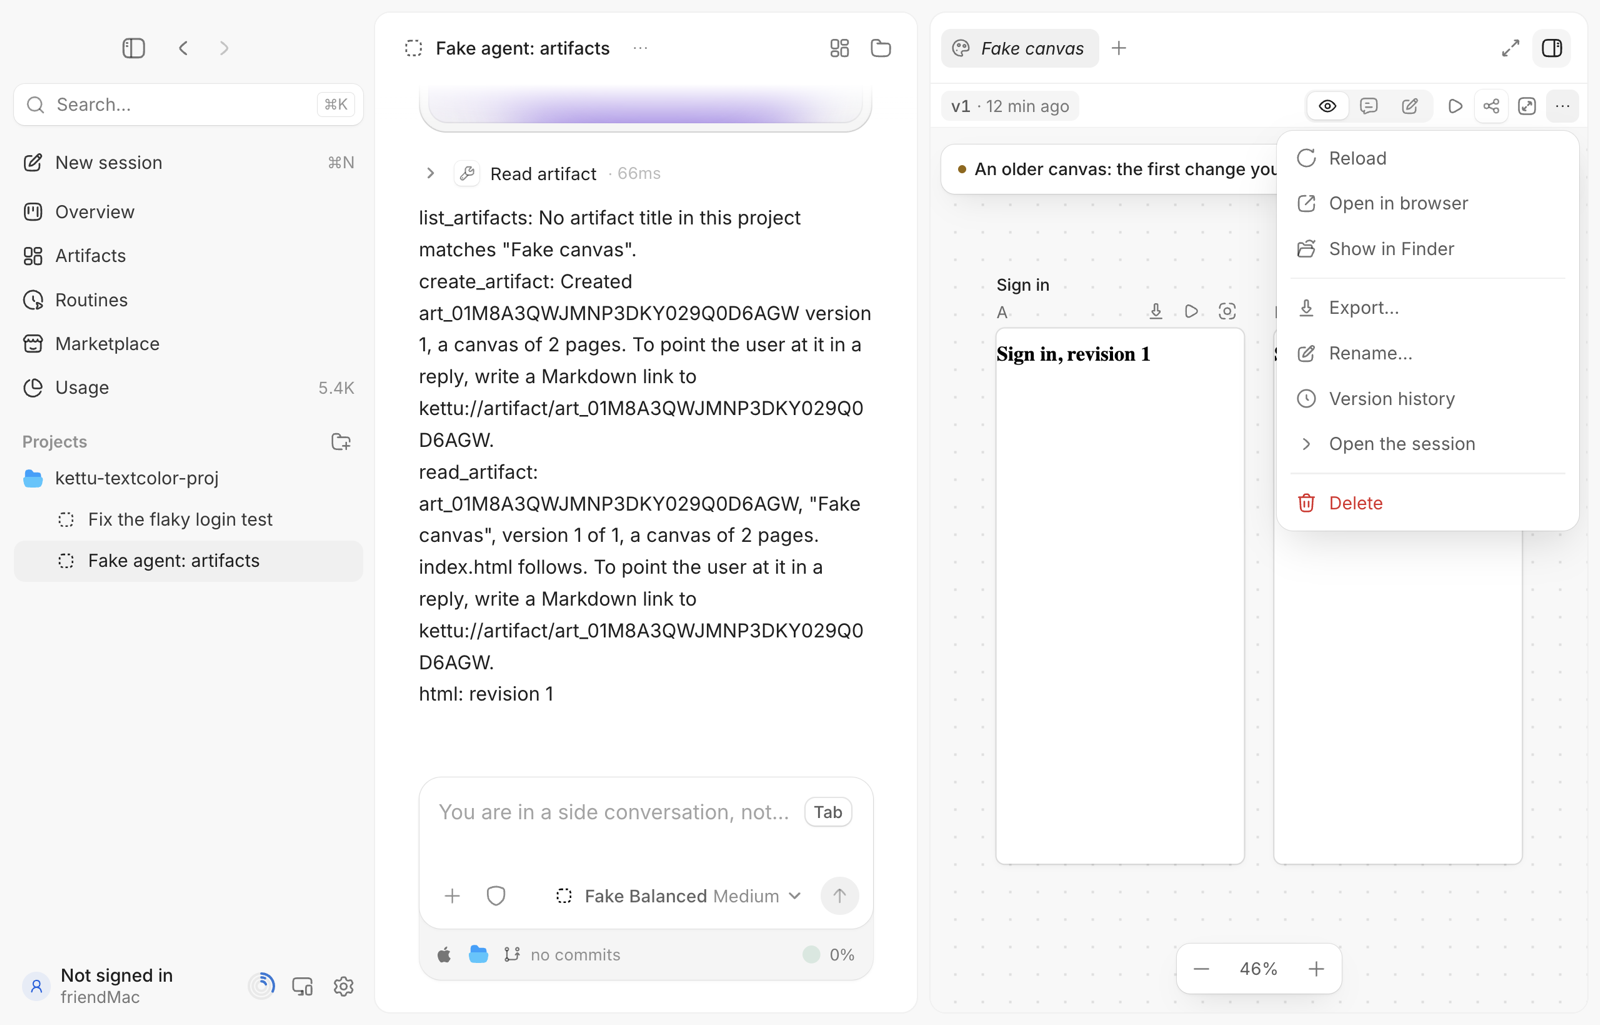 Search...
⌘K
New session
⌘N
Overview
Artifacts
Routines
Marketplace
Usage
5.4K
Projects
kettu-textcolor-proj
Fix the flaky login test
Fake agent: artifacts
Not signed in
friendMac
Fake agent: artifacts
Read artifact · 66ms
list_artifacts: No artifact title in this project
matches "Fake canvas".
create_artifact: Created
art_01M8A3QWJMNP3DKY029Q0D6AGW version
1, a canvas of 2 pages. To point the user at it in a
reply, write a Markdown link to
kettu://artifact/art_01M8A3QWJMNP3DKY029Q0
D6AGW.
read_artifact:
art_01M8A3QWJMNP3DKY029Q0D6AGW, "Fake
canvas", version 1 of 1, a canvas of 2 pages.
index.html follows. To point the user at it in a
reply, write a Markdown link to
kettu://artifact/art_01M8A3QWJMNP3DKY029Q0
D6AGW.
html: revision 1
You are in a side conversation, not...
Tab
Fake Balanced Medium
no commits
0%
Fake canvas
v1 · 12 min ago
An older canvas: the first change you
Sign in
A
Sign in, revision 1
Reload
Open in browser
Show in Finder
Export...
Rename...
Version history
Open the session
Delete
46%